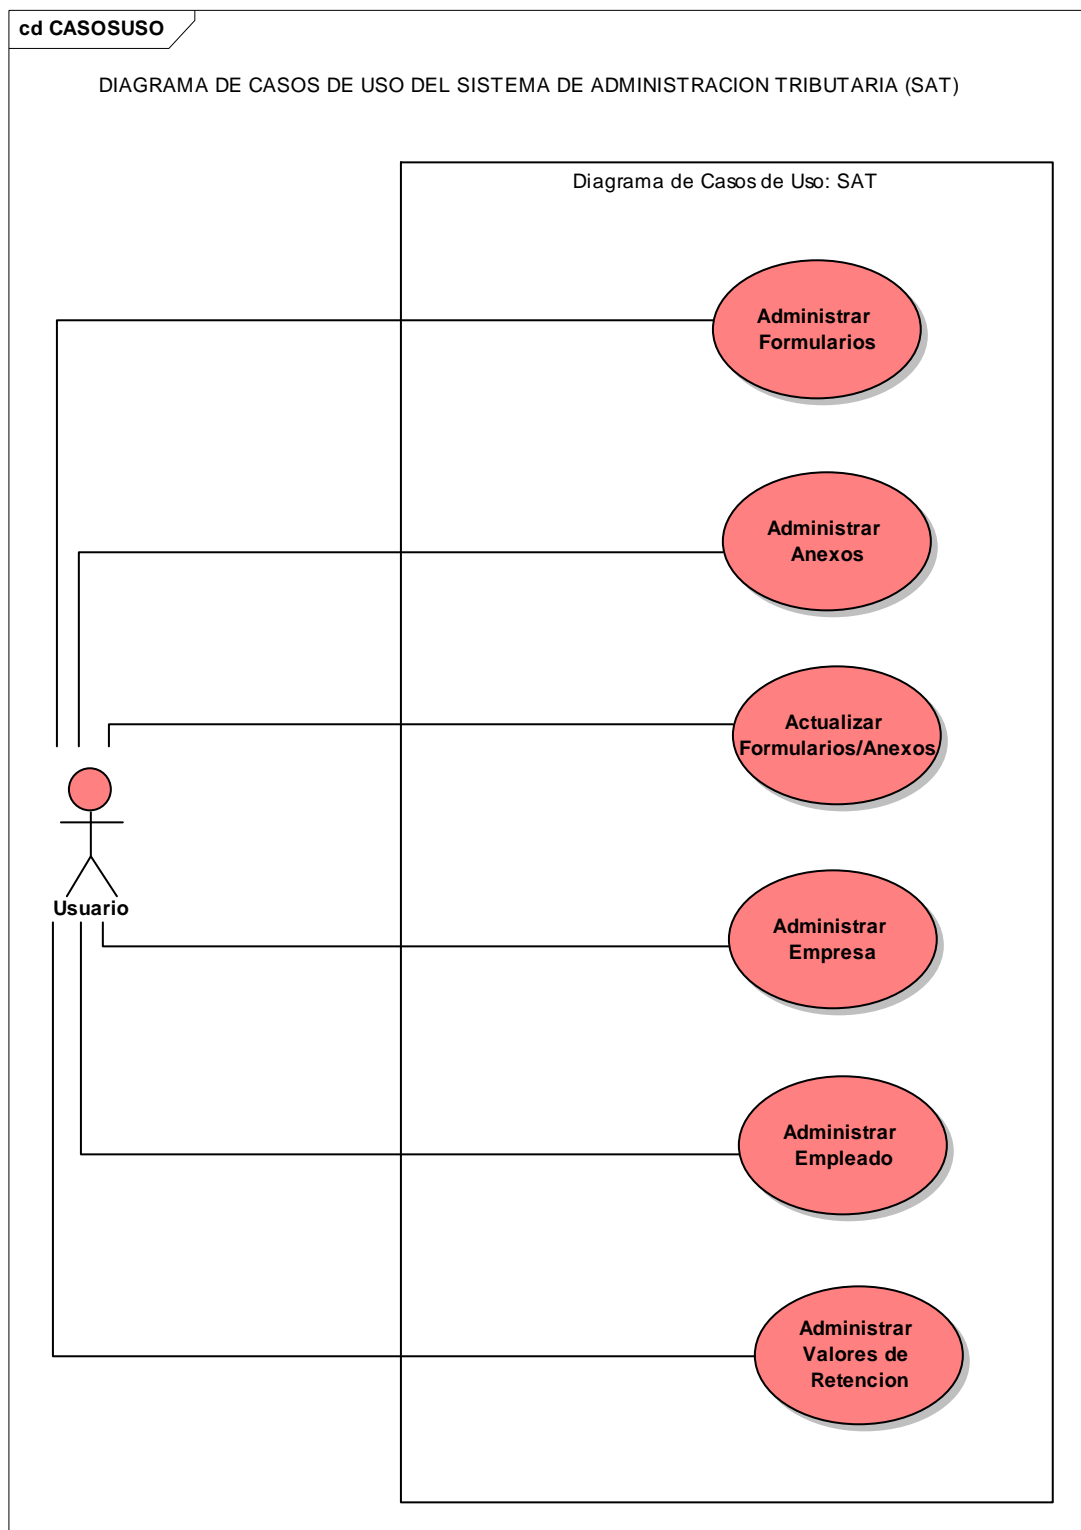 cd CASOSUSO
DIAGRAMA DE CASOS DE USO DEL SISTEMA DE ADMINISTRACION TRIBUTARIA (SAT)
Diagrama de Casos de Uso: SAT
Administrar
Formularios
Administrar
Anexos
Actualizar
Formularios/Anexos
Usuario
Administrar
Empresa
Administrar
Empleado
Administrar
Valores de
Retencion